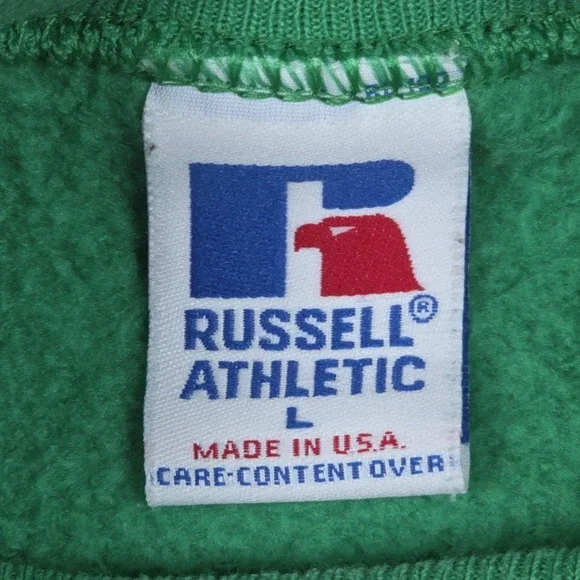 RUSSELL®
ATHLETIC
L
MADE IN U.S.A.
CARE-CONTENT OVER